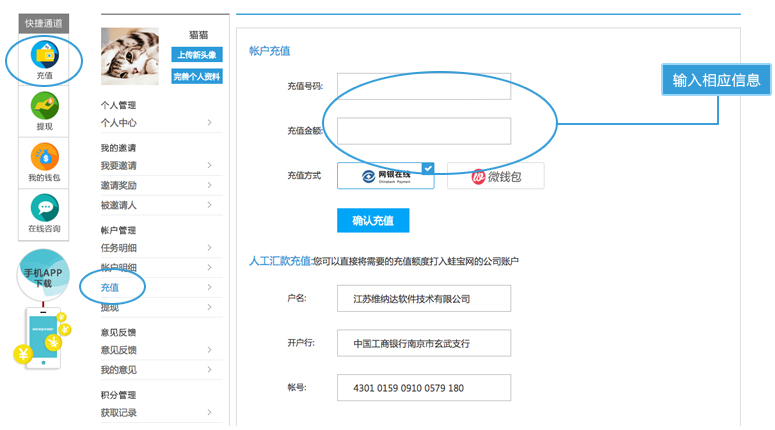 快捷通道
充值
提现
我的钱包
在线咨询
手机APP
下载
猫猫
上传新头像
完善个人资料
个人管理
个人中心
我的邀请
我要邀请
邀请奖励
被邀请人
帐户管理
任务明细
帐户明细
充值
提现
意见反馈
意见反馈
我的意见
积分管理
获取记录
帐户充值
充值号码:
充值金额:
输入相应信息
充值方式
网银在线
Chinabank Payment
微钱包
确认充值
人工汇款充值:您可以直接将需要的充值额度打入蛙宝网的公司账户
户名:
江苏维纳达软件技术有限公司
开户行:
中国工商银行南京市玄武支行
帐号:
4301 0159 0910 0579 180